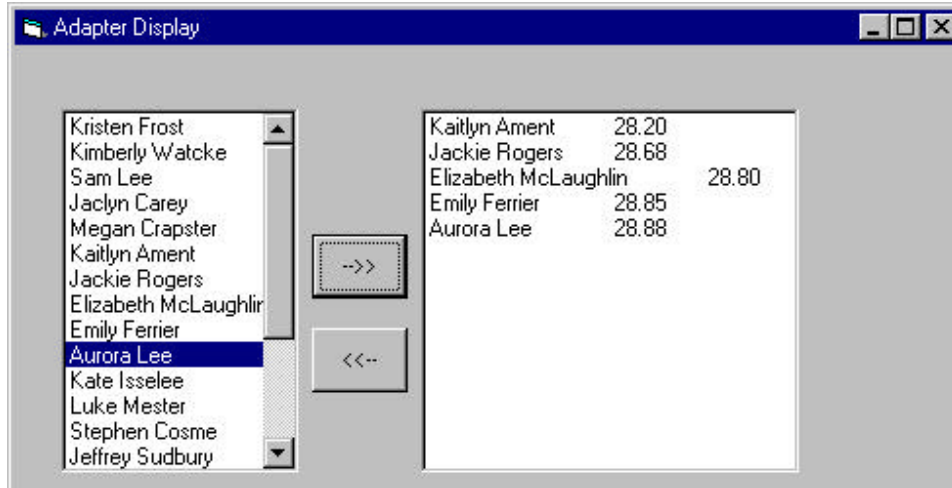 Adapter Display
Kristen Frost
Kimberly Watcke
Sam Lee
Jaclyn Carey
Megan Crapster
Kaitlyn Ament
Jackie Rogers
Elizabeth McLaughlin
Emily Ferrier
Aurora Lee
Kate Isselee
Luke Mester
Stephen Cosme
Jeffrey Sudbury
-->>
<<--
Kaitlyn Ament 28.20
Jackie Rogers 28.68
Elizabeth McLaughlin 28.80
Emily Ferrier 28.85
Aurora Lee 28.88